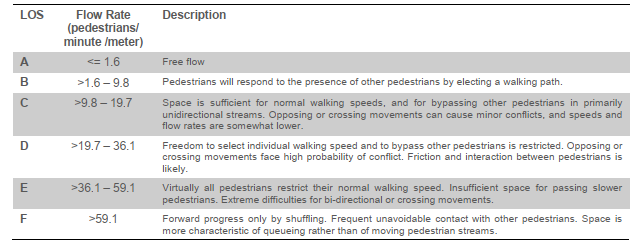 LOS Flow Rate Description
(pedestrians/
minute /meter)
A <= 1.6 Free flow
B >1.6 – 9.8 Pedestrians will respond to the presence of other pedestrians by electing a walking path.
C >9.8 – 19.7 Space is sufficient for normal walking speeds, and for bypassing other pedestrians in primarily
unidirectional streams. Opposing or crossing movements can cause minor conflicts, and speeds and
flow rates are somewhat lower.
D >19.7 – 36.1 Freedom to select individual walking speed and to bypass other pedestrians is restricted. Opposing or
crossing movements face high probability of conflict. Friction and interaction between pedestrians is
likely.
E >36.1 – 59.1 Virtually all pedestrians restrict their normal walking speed. Insufficient space for passing slower
pedestrians. Extreme difficulties for bi-directional or crossing movements.
F >59.1 Forward progress only by shuffling. Frequent unavoidable contact with other pedestrians. Space is
more characteristic of queueing rather than of moving pedestrian streams.